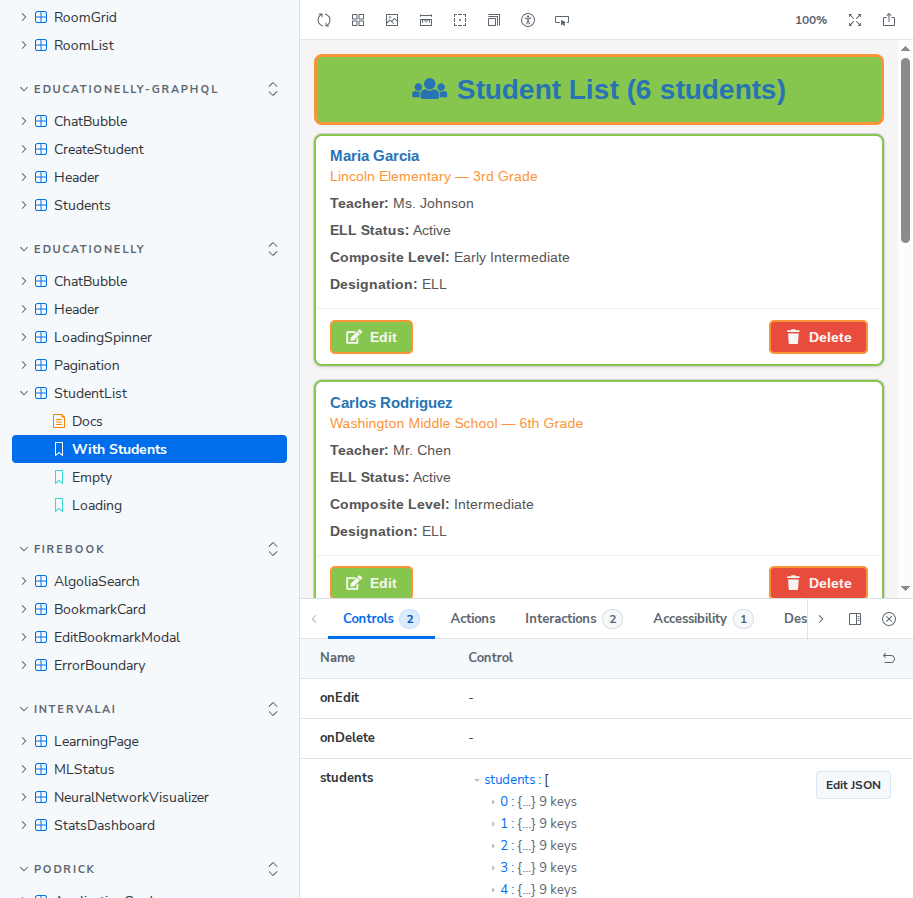 RoomGrid
RoomList
EDUCATIONELLY-GRAPHQL
ChatBubble
CreateStudent
Header
Students
EDUCATIONELLY
ChatBubble
Header
LoadingSpinner
Pagination
StudentList
Docs
With Students
Empty
Loading
FIREBOOK
AlgoliaSearch
BookmarkCard
EditBookmarkModal
ErrorBoundary
INTERVALAI
LearningPage
MLStatus
NeuralNetworkVisualizer
StatsDashboard
PODRICK
100%
Student List (6 students)
Maria Garcia
Lincoln Elementary — 3rd Grade
Teacher: Ms. Johnson
ELL Status: Active
Composite Level: Early Intermediate
Designation: ELL
Edit Delete
Carlos Rodriguez
Washington Middle School — 6th Grade
Teacher: Mr. Chen
ELL Status: Active
Composite Level: Intermediate
Designation: ELL
Edit Delete
Controls 2 Actions Interactions 2 Accessibility 1 Des
Name Control
onEdit -
onDelete -
students students : [ Edit JSON
0 : {...} 9 keys
1 : {...} 9 keys
2 : {...} 9 keys
3 : {...} 9 keys
4 : {...} 9 keys